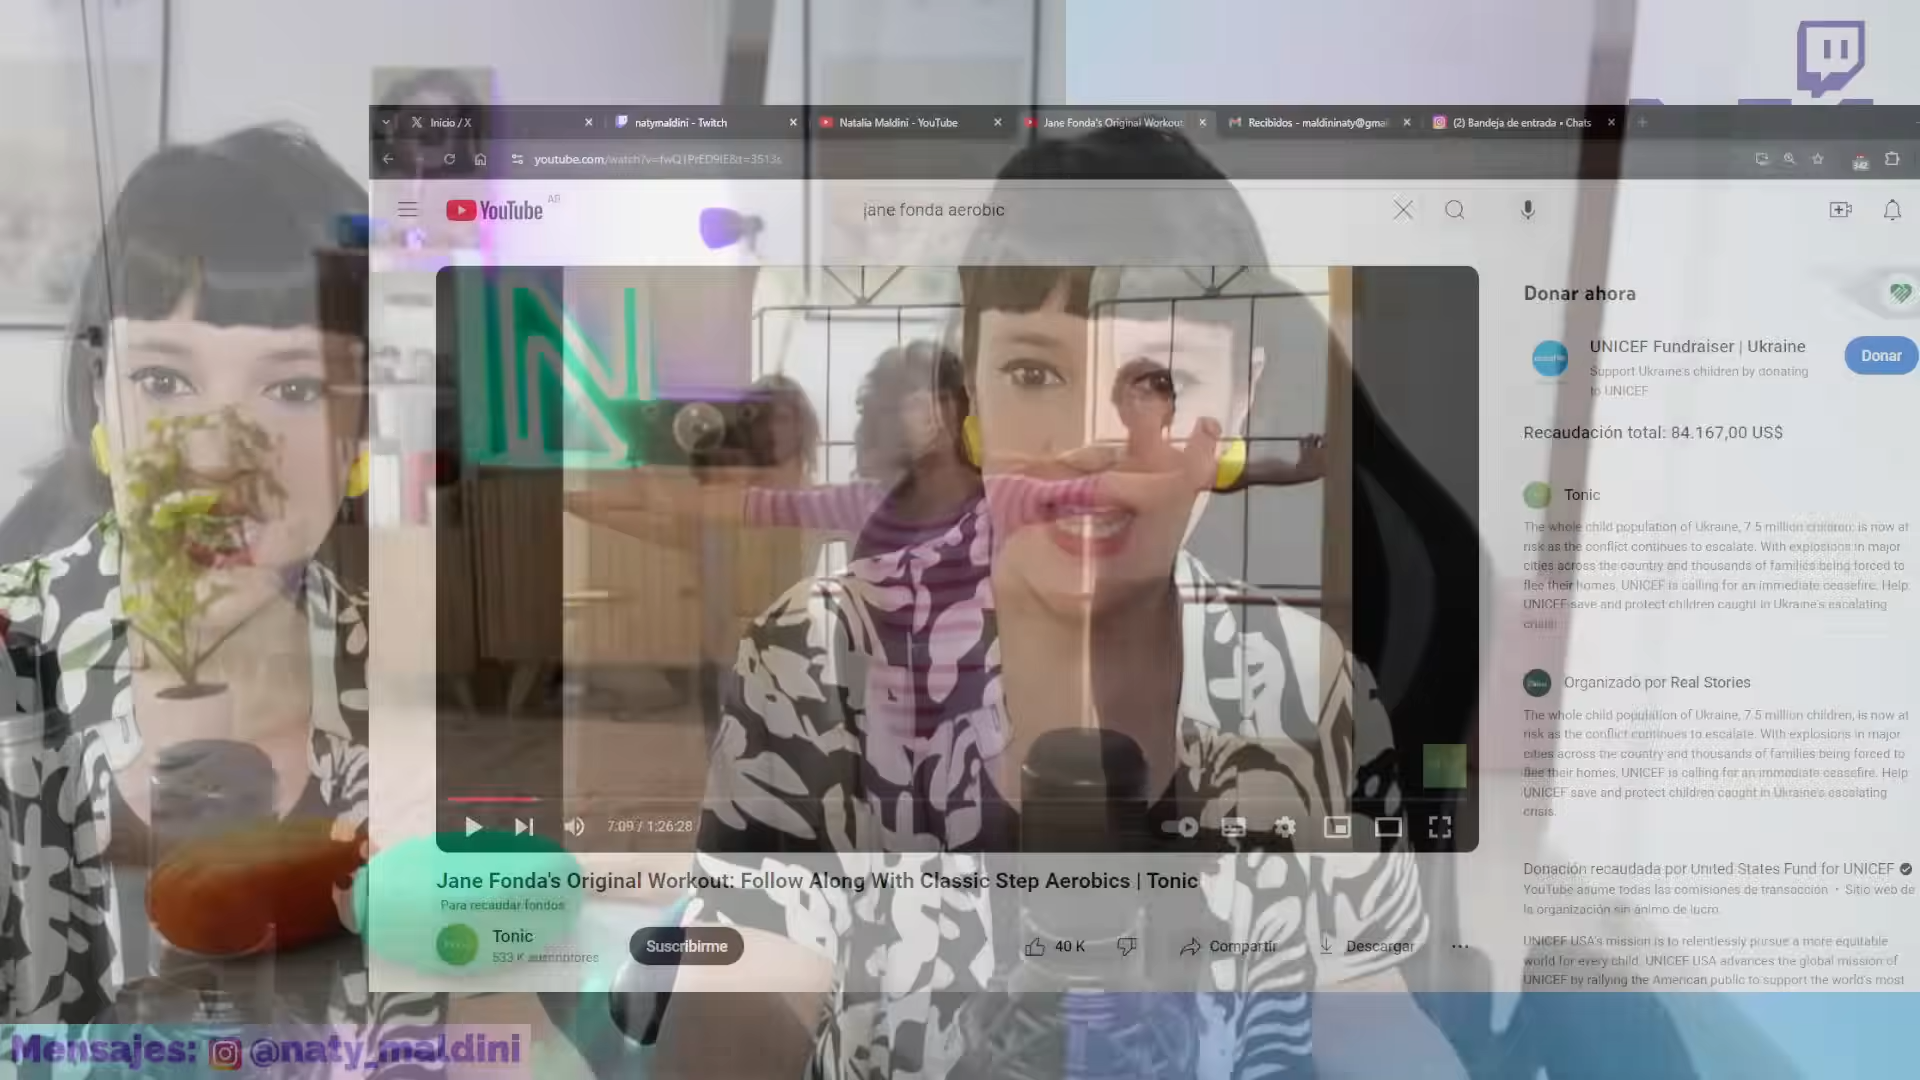 Inicio / X
natymaldini - Twitch
Natalia Maldini - YouTube
Jane Fonda's Original Workout
Recibidos - maldininaty@gmai
(2) Bandeja de entrada • Chats
youtube.com/watch?v=fwQ1PrED9IE&t=3513s
342
YouTube AR
jane fonda aerobic
Donar ahora
UNICEF Fundraiser | Ukraine
Support Ukraine's children by donating
to UNICEF
Donar
Recaudación total: 84.167,00 US$
Tonic
The whole child population of Ukraine, 7.5 million children, is now at
risk as the conflict continues to escalate. With explosions in major
cities across the country and thousands of families being forced to
flee their homes, UNICEF is calling for an immediate ceasefire. Help
UNICEF save and protect children caught in Ukraine's escalating
crisis.
Organizado por Real Stories
The whole child population of Ukraine, 7.5 million children, is now at
risk as the conflict continues to escalate. With explosions in major
cities across the country and thousands of families being forced to
flee their homes, UNICEF is calling for an immediate ceasefire. Help
UNICEF save and protect children caught in Ukraine's escalating
crisis.
Donación recaudada por United States Fund for UNICEF
YouTube asume todas las comisiones de transacción • Sitio web de
la organización sin ánimo de lucro
UNICEF USA's mission is to relentlessly pursue a more equitable
world for every child. UNICEF USA advances the global mission of
UNICEF by rallying the American public to support the world's most
N
7:09 / 1:26:28
Jane Fonda's Original Workout: Follow Along With Classic Step Aerobics | Tonic
Para recaudar fondos
Tonic
533 K suscriptores
Suscribirme
40 K
Compartir
Descargar
Mensajes: @naty_maldini